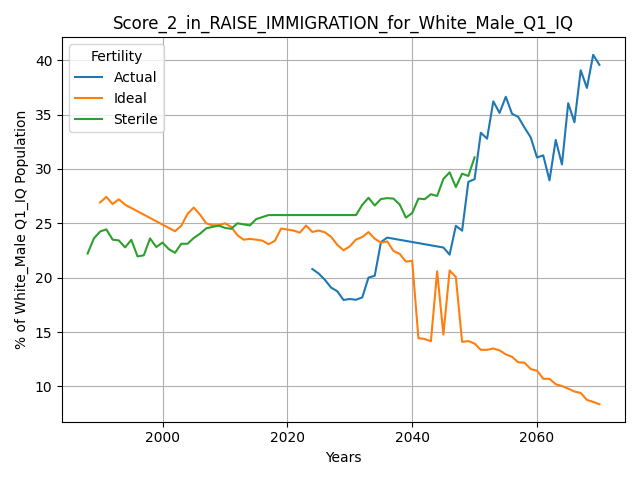 Score_2_in_RAISE_IMMIGRATION_for_White_Male_Q1_IQ
Fertility
Actual
Ideal
Sterile
% of White_Male Q1_IQ Population
40
35
30
25
20
15
10
2000
2020
2040
2060
Years